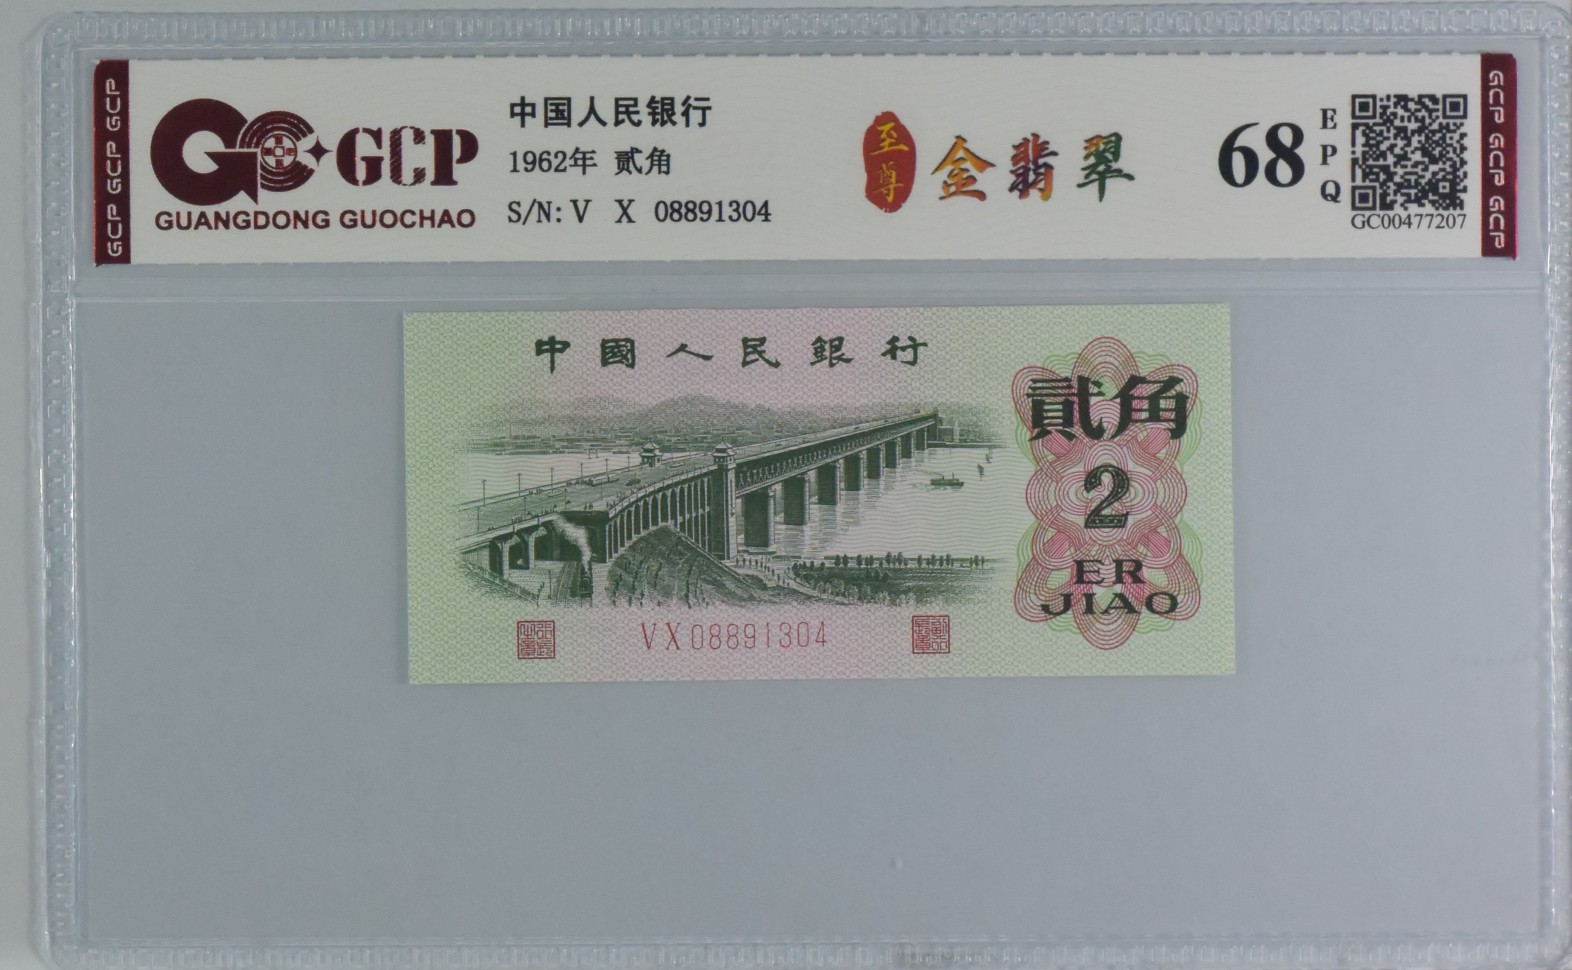 GCP GCP GCP
GCP
GUANGDONG GUOCHAO
中国人民银行
1962年 贰角
S/N: V X 08891304
至尊
金翡翠
68
EPQ
GC00477207
GCP GCP GCP
中國人民銀行
貳角
2
ER
JIAO
VX08891304